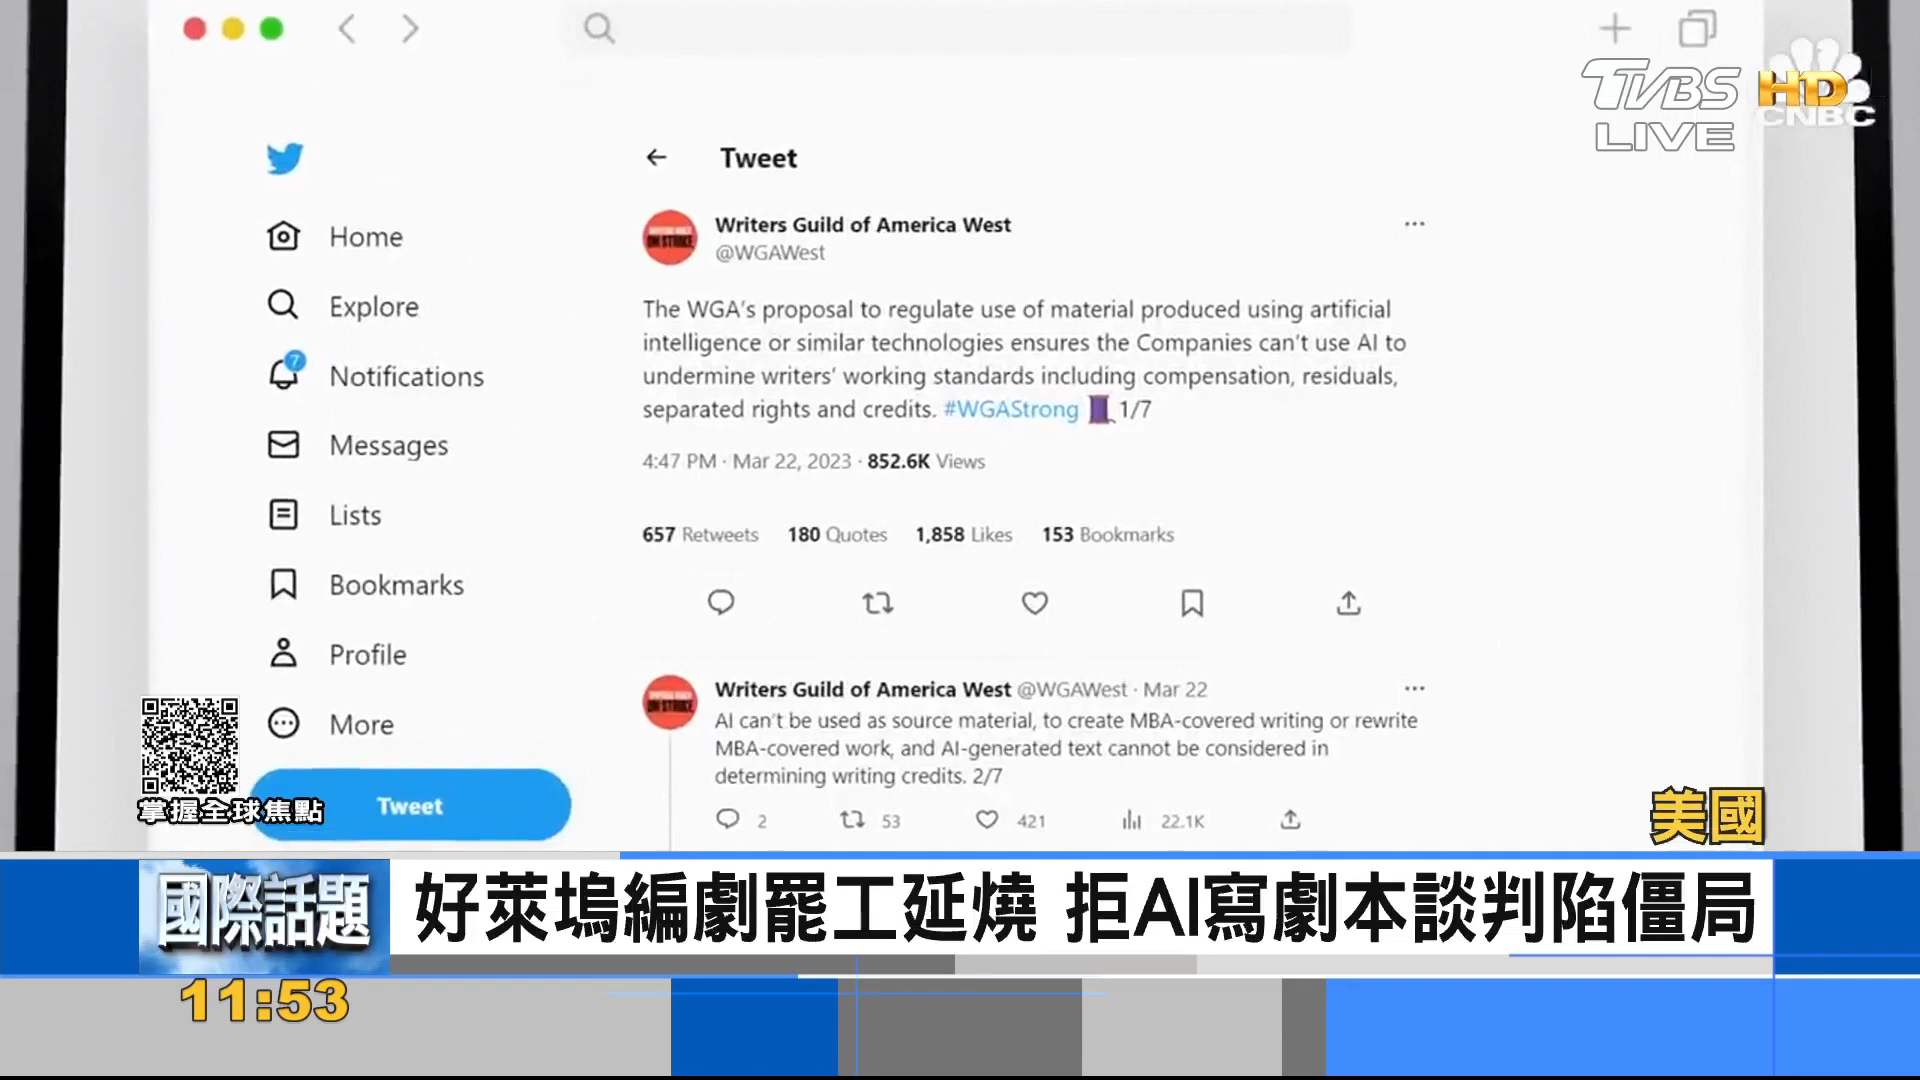 TVBS
HD
LIVE
CNBC
Tweet
Home
Explore
7
Notifications
Messages
Lists
Bookmarks
Profile
More
Tweet
Writers Guild of America West
@WGAWest
ON STRIKE
The WGA's proposal to regulate use of material produced using artificial
intelligence or similar technologies ensures the Companies can't use AI to
undermine writers' working standards including compensation, residuals,
separated rights and credits. #WGAStrong 🧵 1/7
4:47 PM · Mar 22, 2023 · 852.6K Views
657 Retweets 180 Quotes 1,858 Likes 153 Bookmarks
ON STRIKE
Writers Guild of America West @WGAWest · Mar 22
AI can't be used as source material, to create MBA-covered writing or rewrite
MBA-covered work, and AI-generated text cannot be considered in
determining writing credits. 2/7
2 53 421 22.1K
掌握全球焦點
美國
國際話題
好萊塢編劇罷工延燒 拒AI寫劇本談判陷僵局
11:53